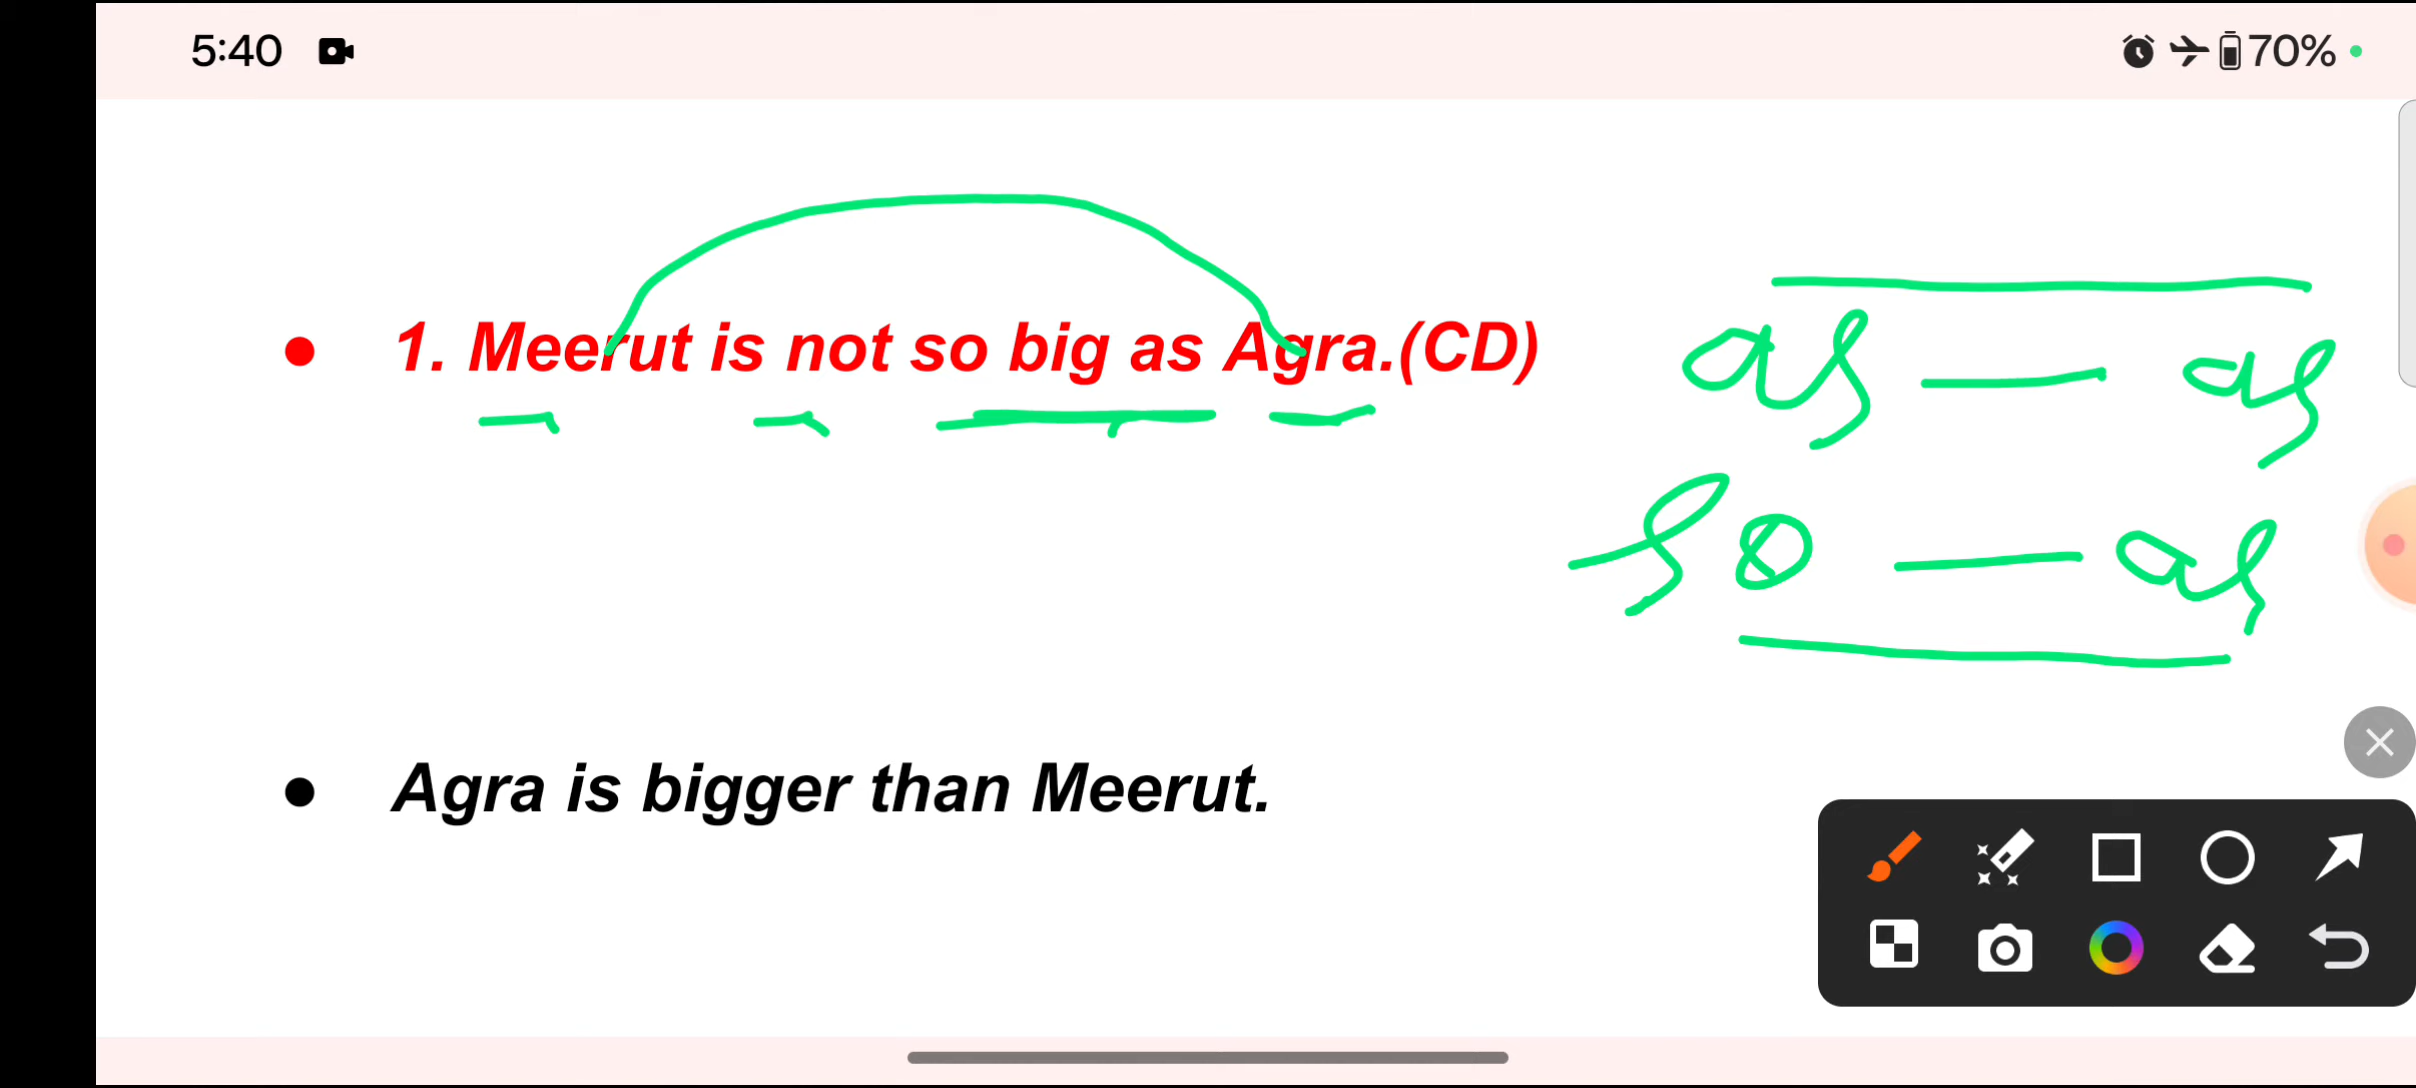 5:40 70%
• 1. Meerut is not so big as Agra.(CD)
as — as
so — as
• Agra is bigger than Meerut.